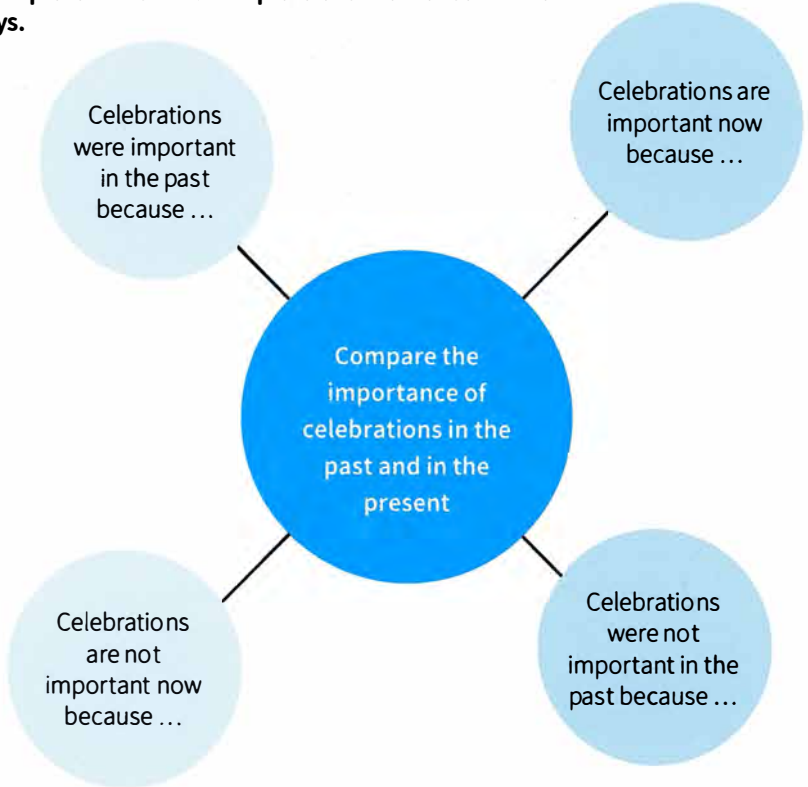 ys.
Celebrations
were important
in the past
because ...
Celebrations are
important now
because ...
Compare the
importance of
celebrations in the
past and in the
present
Celebrations
are not
important now
because ...
Celebrations
were not
important in the
past because ...